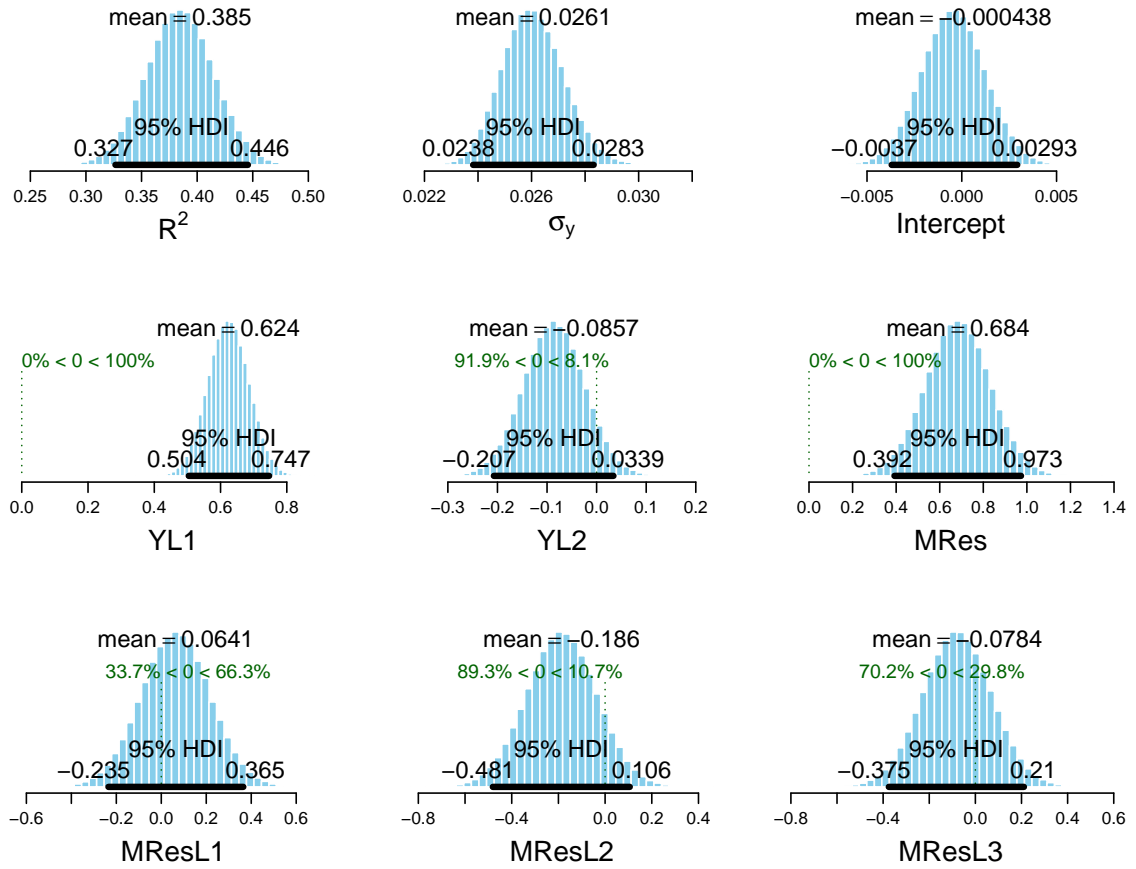 mean = 0.385
95% HDI
0.327 0.446
0.25 0.30 0.35 0.40 0.45 0.50
R²
mean = 0.0261
95% HDI
0.0238 0.0283
0.022 0.026 0.030
σy
mean = −0.000438
95% HDI
−0.0037 0.00293
−0.005 0.000 0.005
Intercept
mean = 0.624
0% < 0 < 100%
95% HDI
0.504 0.747
0.0 0.2 0.4 0.6 0.8
YL1
mean = −0.0857
91.9% < 0 < 8.1%
95% HDI
−0.207 0.0339
−0.3 −0.2 −0.1 0.0 0.1 0.2
YL2
mean = 0.684
0% < 0 < 100%
95% HDI
0.392 0.973
0.0 0.2 0.4 0.6 0.8 1.0 1.2 1.4
MRes
mean = 0.0641
33.7% < 0 < 66.3%
95% HDI
−0.235 0.365
−0.6 −0.2 0.0 0.2 0.4 0.6
MResL1
mean = −0.186
89.3% < 0 < 10.7%
95% HDI
−0.481 0.106
−0.8 −0.4 0.0 0.2 0.4
MResL2
mean = −0.0784
70.2% < 0 < 29.8%
95% HDI
−0.375 0.21
−0.8 −0.4 0.0 0.2 0.4 0.6
MResL3